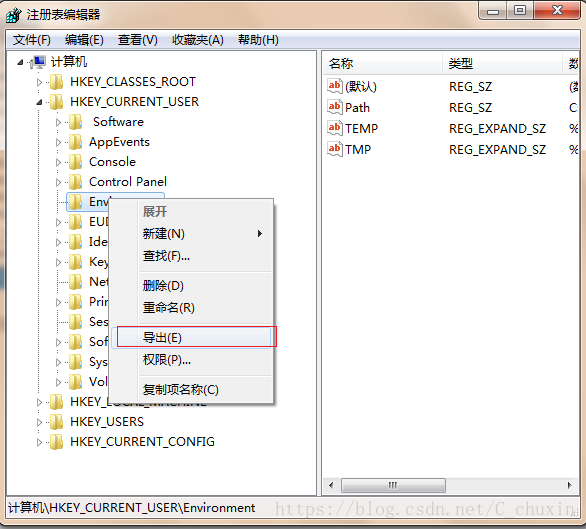 注册表编辑器
文件(F) 编辑(E) 查看(V) 收藏夹(A) 帮助(H)
计算机
HKEY_CLASSES_ROOT
HKEY_CURRENT_USER
Software
AppEvents
Console
Control Panel
Env
EUD
Ide
Key
Net
Prin
Ses
Sof
Sys
Vol
HKEY_LOCAL_MACHINE
HKEY_USERS
HKEY_CURRENT_CONFIG
展开
新建(N)
查找(F)...
删除(D)
重命名(R)
导出(E)
权限(P)...
复制项名称(C)
名称 类型 数
(默认) REG_SZ (数
Path REG_SZ C
TEMP REG_EXPAND_SZ %
TMP REG_EXPAND_SZ %
计算机\HKEY_CURRENT_USER\Environment
https://blog.csdn.net/C_chuxin